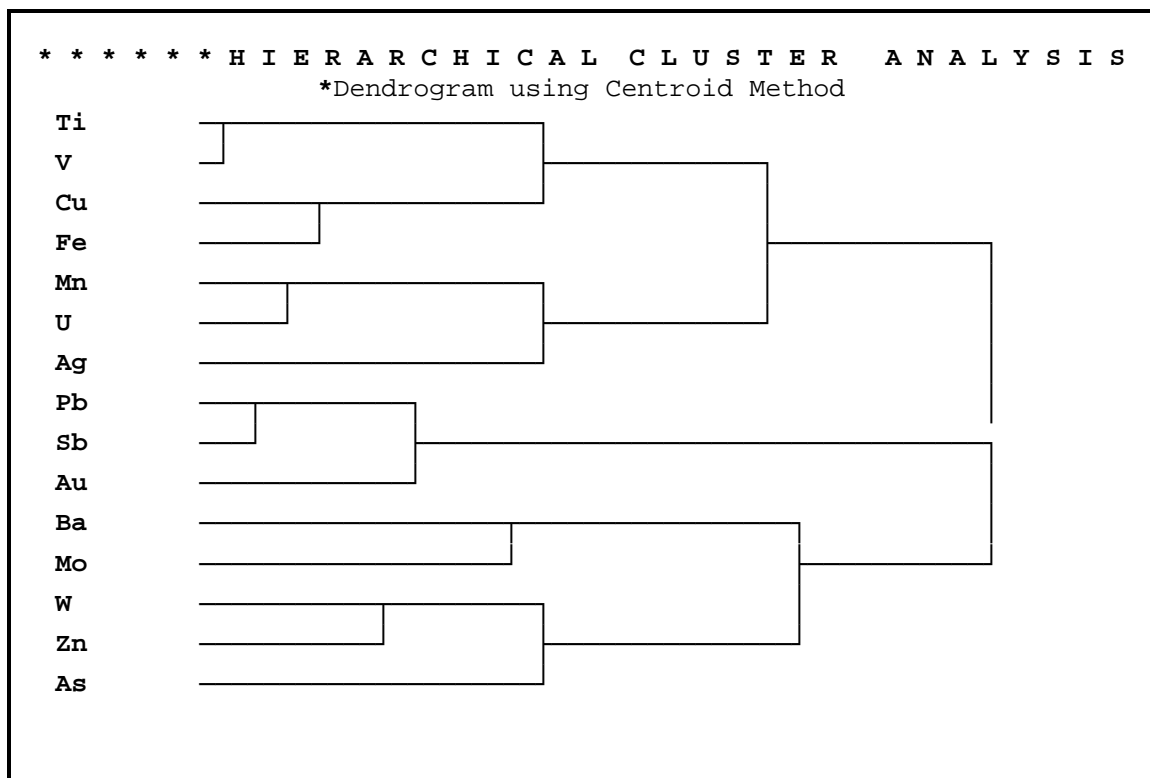 * * * * * * H I E R A R C H I C A L C L U S T E R A N A L Y S I S
*Dendrogram using Centroid Method
Ti
V
Cu
Fe
Mn
U
Ag
Pb
Sb
Au
Ba
Mo
W
Zn
As